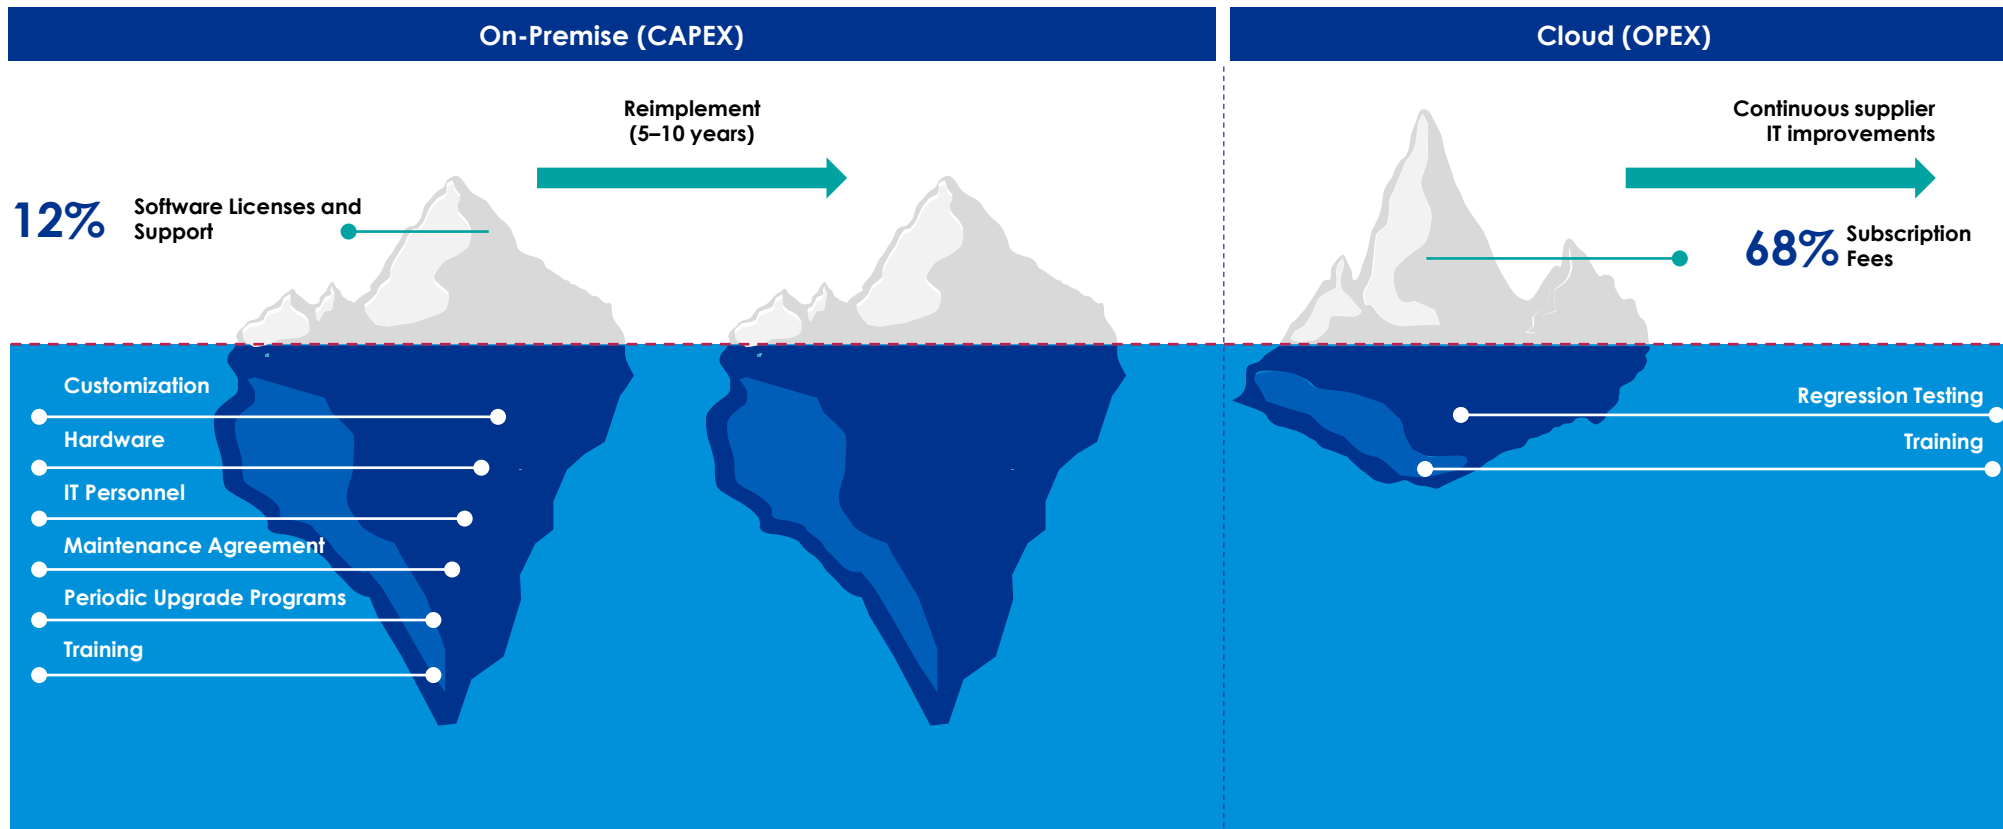 On-Premise (CAPEX)
Cloud (OPEX)
Reimplement
(5–10 years)
12%
Software Licenses and
Support
Continuous supplier
IT improvements
68%
Subscription
Fees
Customization
Hardware
IT Personnel
Maintenance Agreement
Periodic Upgrade Programs
Training
Regression Testing
Training